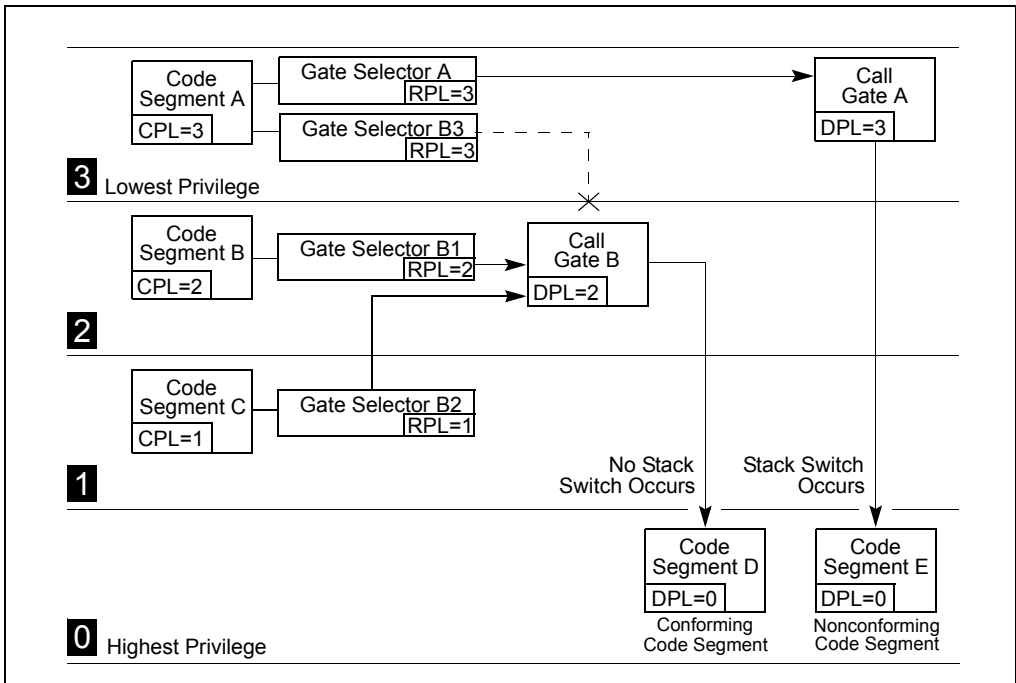 Code
Segment A
CPL=3
Gate Selector A
RPL=3
Gate Selector B3
RPL=3
Call
Gate A
DPL=3
3 Lowest Privilege
Code
Segment B
CPL=2
Gate Selector B1
RPL=2
Call
Gate B
DPL=2
2
Code
Segment C
CPL=1
Gate Selector B2
RPL=1
No Stack
Switch Occurs
Stack Switch
Occurs
1
Code
Segment D
DPL=0
Conforming
Code Segment
Code
Segment E
DPL=0
Nonconforming
Code Segment
0 Highest Privilege